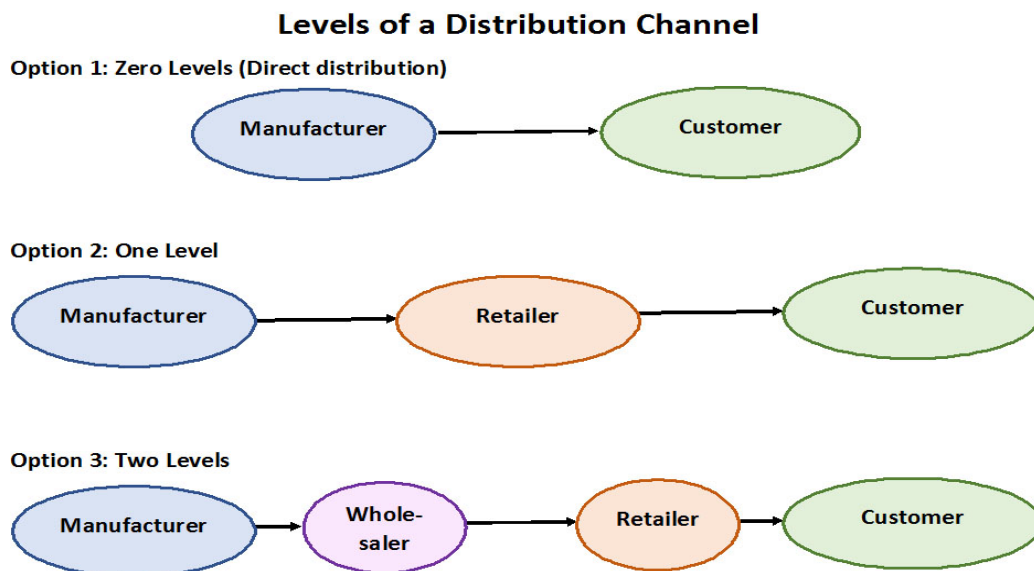 Levels of a Distribution Channel
Option 1: Zero Levels (Direct distribution)
Manufacturer
Customer
Option 2: One Level
Manufacturer
Retailer
Customer
Option 3: Two Levels
Manufacturer
Whole-
saler
Retailer
Customer